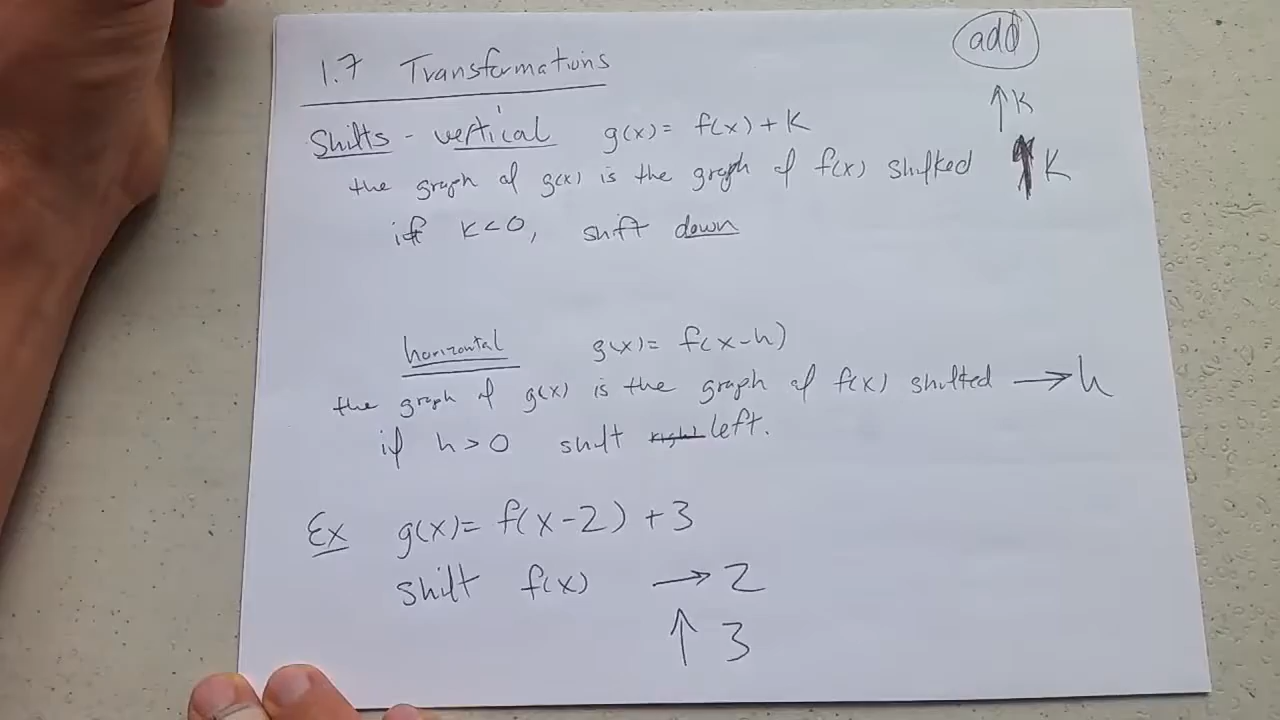 1.7 Transformations
add
↑ K
Shifts - vertical g(x) = f(x) + K
the graph of g(x) is the graph of f(x) shifted ↑ K
if K < 0, shift down
horizontal g(x) = f(x-h)
the graph of g(x) is the graph of f(x) shifted → h
if h > 0 shift right left.
Ex g(x) = f(x-2) + 3
shift f(x) → 2
↑ 3